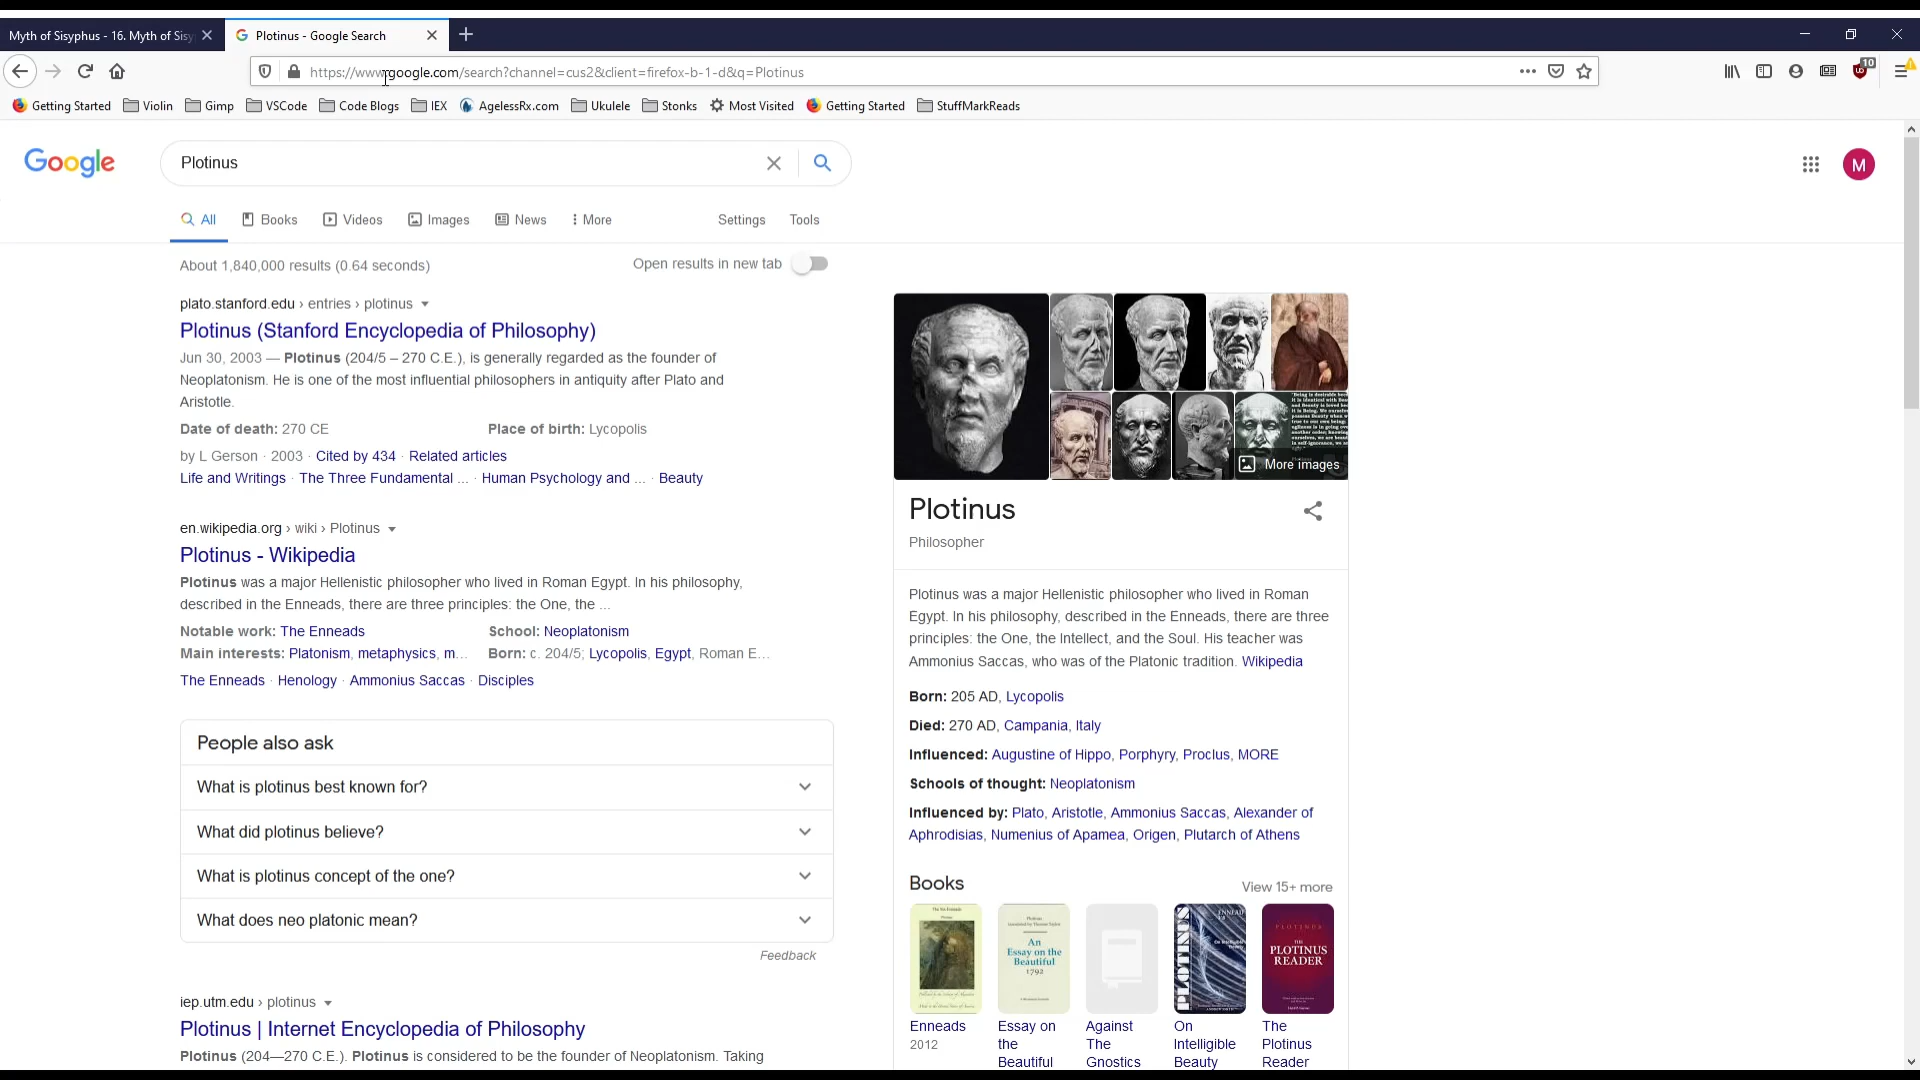 Myth of Sisyphus - 16. Myth of Sisy
Plotinus - Google Search
https://www.google.com/search?channel=cus2&client=firefox-b-1-d&q=Plotinus
10
Getting Started Violin Gimp VSCode Code Blogs IEX AgelessRx.com Ukulele Stonks Most Visited Getting Started StuffMarkReads
Google
Plotinus
M
All Books Videos Images News More Settings Tools
About 1,840,000 results (0.64 seconds)
Open results in new tab
plato.stanford.edu › entries › plotinus
Plotinus (Stanford Encyclopedia of Philosophy)
Jun 30, 2003 — Plotinus (204/5 – 270 C.E.), is generally regarded as the founder of
Neoplatonism. He is one of the most influential philosophers in antiquity after Plato and
Aristotle.
Date of death: 270 CE Place of birth: Lycopolis
by L Gerson · 2003 · Cited by 434 · Related articles
Life and Writings · The Three Fundamental ... · Human Psychology and ... · Beauty
en.wikipedia.org › wiki › Plotinus
Plotinus - Wikipedia
Plotinus was a major Hellenistic philosopher who lived in Roman Egypt. In his philosophy,
described in the Enneads, there are three principles: the One, the ...
Notable work: The Enneads School: Neoplatonism
Main interests: Platonism, metaphysics, m... Born: c. 204/5; Lycopolis, Egypt, Roman E...
The Enneads · Henology · Ammonius Saccas · Disciples
People also ask
What is plotinus best known for?
What did plotinus believe?
What is plotinus concept of the one?
What does neo platonic mean?
Feedback
iep.utm.edu › plotinus
Plotinus | Internet Encyclopedia of Philosophy
Plotinus (204—270 C.E.). Plotinus is considered to be the founder of Neoplatonism. Taking
More images
Plotinus
Philosopher
Plotinus was a major Hellenistic philosopher who lived in Roman
Egypt. In his philosophy, described in the Enneads, there are three
principles: the One, the Intellect, and the Soul. His teacher was
Ammonius Saccas, who was of the Platonic tradition. Wikipedia
Born: 205 AD, Lycopolis
Died: 270 AD, Campania, Italy
Influenced: Augustine of Hippo, Porphyry, Proclus, MORE
Schools of thought: Neoplatonism
Influenced by: Plato, Aristotle, Ammonius Saccas, Alexander of
Aphrodisias, Numenius of Apamea, Origen, Plutarch of Athens
Books
View 15+ more
An
Essay on the
Beautiful
1792
PLOTINUS
ENNEAD
PLOTINUS
THE
PLOTINUS
READER
Enneads
2012
Essay on
the
Beautiful
Against
The
Gnostics
On
Intelligible
Beauty
The
Plotinus
Reader